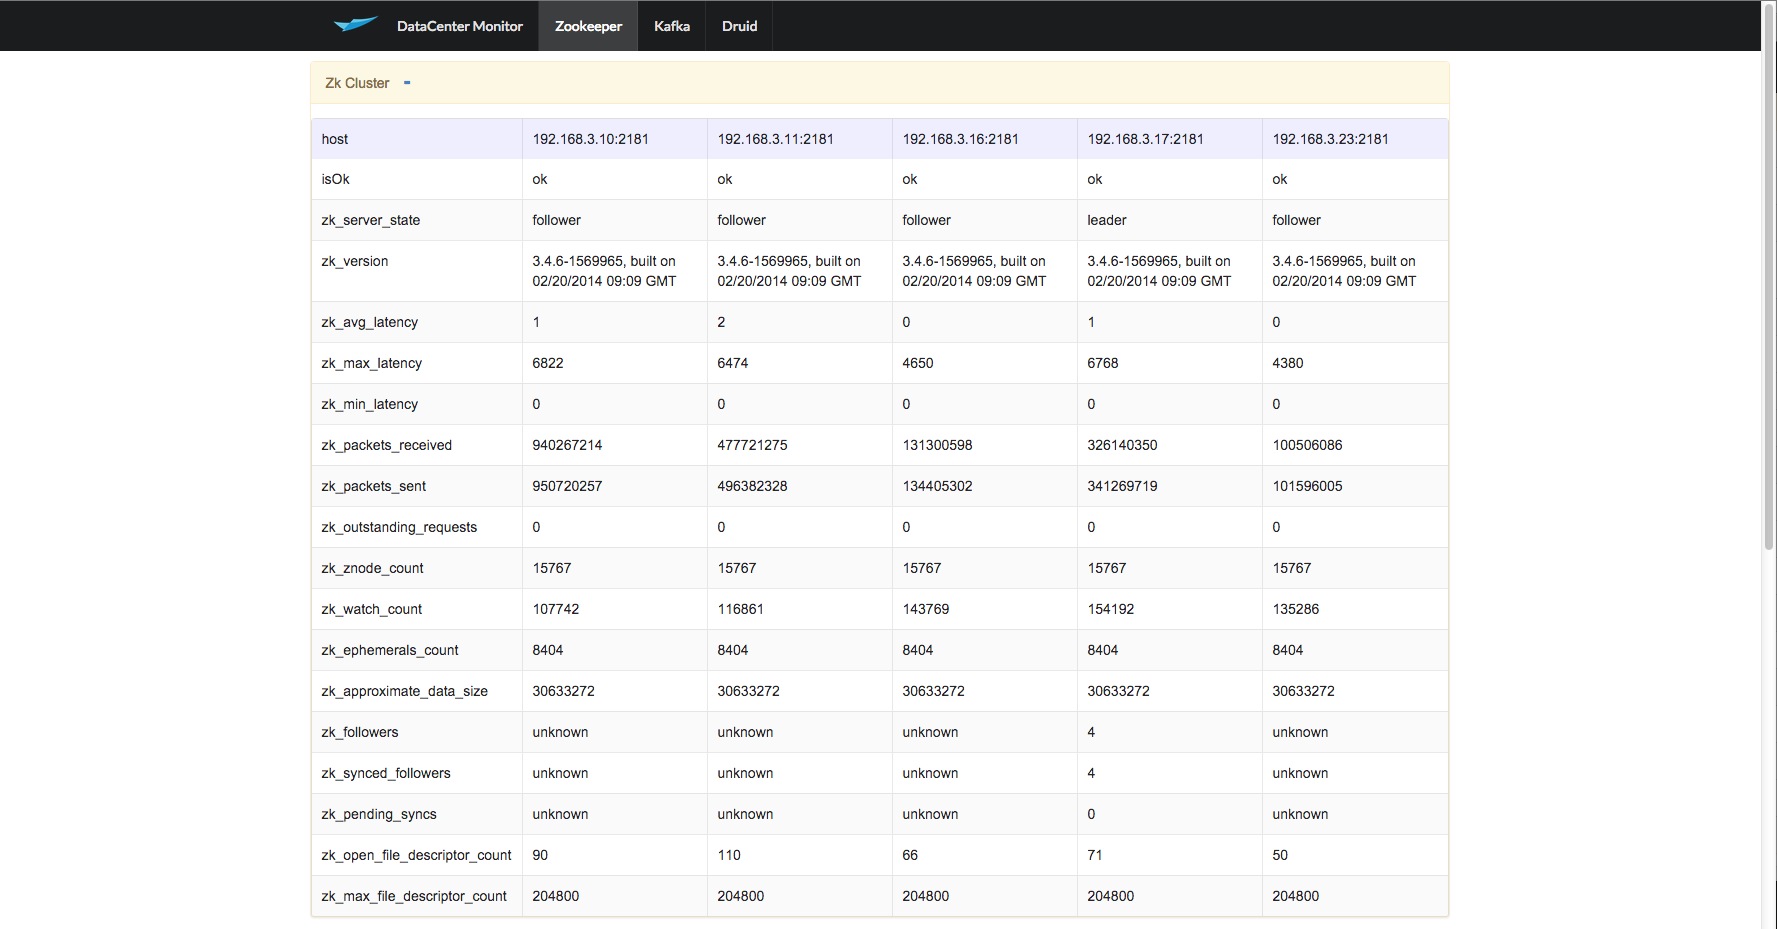 DataCenter Monitor Zookeeper Kafka Druid
Zk Cluster -
host 192.168.3.10:2181 192.168.3.11:2181 192.168.3.16:2181 192.168.3.17:2181 192.168.3.23:2181
isOk ok ok ok ok ok
zk_server_state follower follower follower leader follower
zk_version 3.4.6-1569965, built on 3.4.6-1569965, built on 3.4.6-1569965, built on 3.4.6-1569965, built on 3.4.6-1569965, built on
02/20/2014 09:09 GMT 02/20/2014 09:09 GMT 02/20/2014 09:09 GMT 02/20/2014 09:09 GMT 02/20/2014 09:09 GMT
zk_avg_latency 1 2 0 1 0
zk_max_latency 6822 6474 4650 6768 4380
zk_min_latency 0 0 0 0 0
zk_packets_received 940267214 477721275 131300598 326140350 100506086
zk_packets_sent 950720257 496382328 134405302 341269719 101596005
zk_outstanding_requests 0 0 0 0 0
zk_znode_count 15767 15767 15767 15767 15767
zk_watch_count 107742 116861 143769 154192 135286
zk_ephemerals_count 8404 8404 8404 8404 8404
zk_approximate_data_size 30633272 30633272 30633272 30633272 30633272
zk_followers unknown unknown unknown 4 unknown
zk_synced_followers unknown unknown unknown 4 unknown
zk_pending_syncs unknown unknown unknown 0 unknown
zk_open_file_descriptor_count 90 110 66 71 50
zk_max_file_descriptor_count 204800 204800 204800 204800 204800